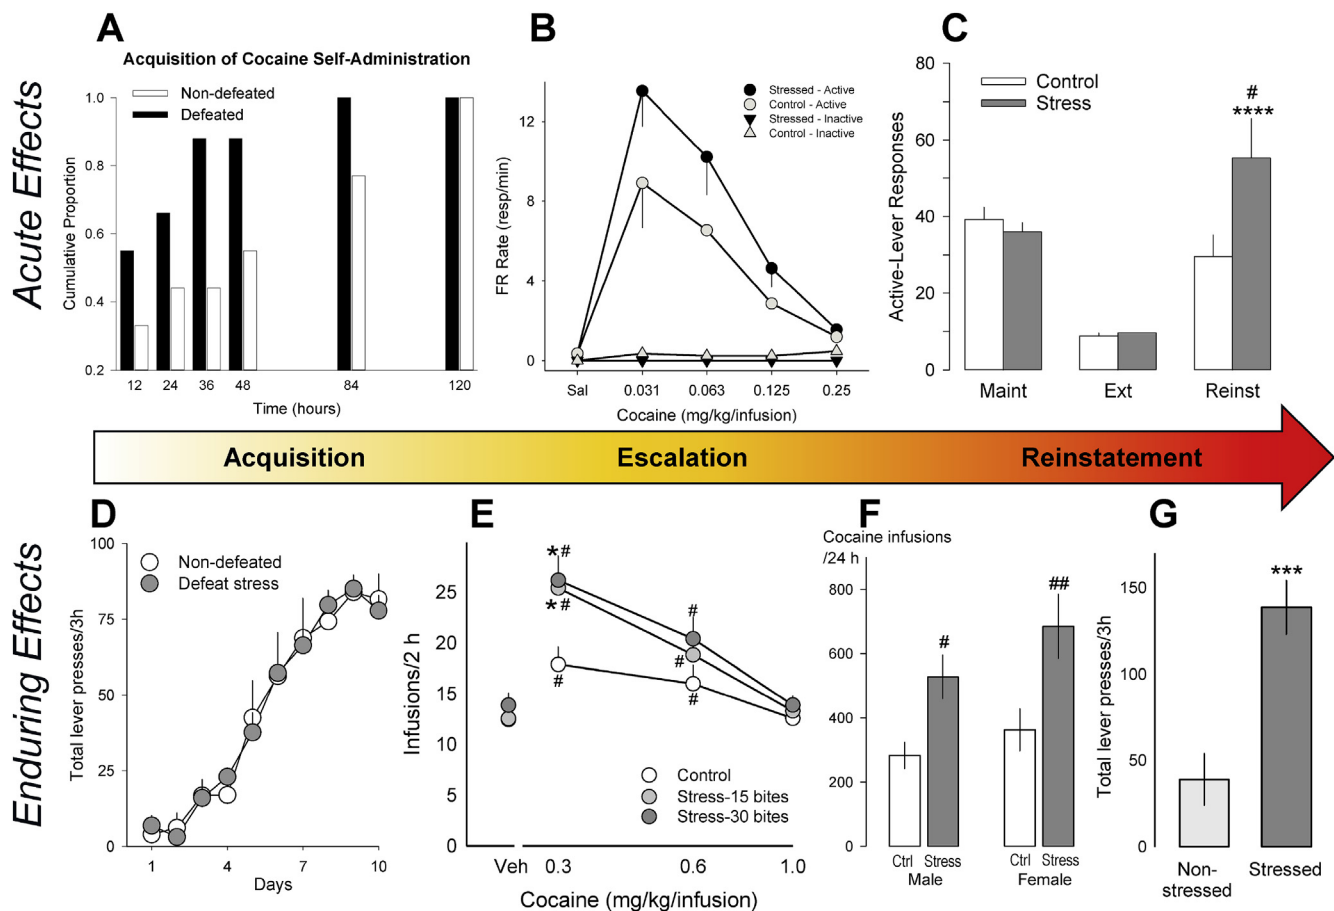 Acute Effects
A
Acquisition of Cocaine Self-Administration
Non-defeated
Defeated
Cumulative Proportion
1.0
0.8
0.6
0.4
0.2
12 24 36 48 84 120
Time (hours)
B
Stressed - Active
Control - Active
Stressed - Inactive
Control - Inactive
FR Rate (resp/min)
12
8
4
0
Sal 0.031 0.063 0.125 0.25
Cocaine (mg/kg/infusion)
C
Control
Stress
#
****
Active-Lever Responses
80
60
40
20
0
Maint Ext Reinst
Acquisition Escalation Reinstatement
Enduring Effects
D
Non-defeated
Defeat stress
Total lever presses/3h
100
75
50
25
0
1 4 7 10
Days
E
Infusions/2 h
25
20
15
10
5
0
*#
*#
#
#
#
#
Control
Stress-15 bites
Stress-30 bites
Veh 0.3 0.6 1.0
Cocaine (mg/kg/infusion)
F
Cocaine infusions
/24 h
800
600
400
200
0
#
##
Ctrl Stress Ctrl Stress
Male Female
G
Total lever presses/3h
150
100
50
0
***
Non-
stressed
Stressed